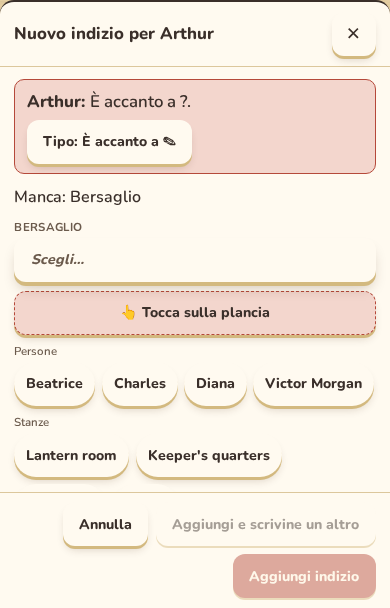 Nuovo indizio per Arthur
✕
Arthur: È accanto a ?.
Tipo: È accanto a ✎
Manca: Bersaglio
BERSAGLIO
Scegli…
👆 Tocca sulla plancia
Persone
Beatrice Charles Diana Victor Morgan
Stanze
Lantern room Keeper's quarters
Annulla Aggiungi e scrivine un altro
Aggiungi indizio